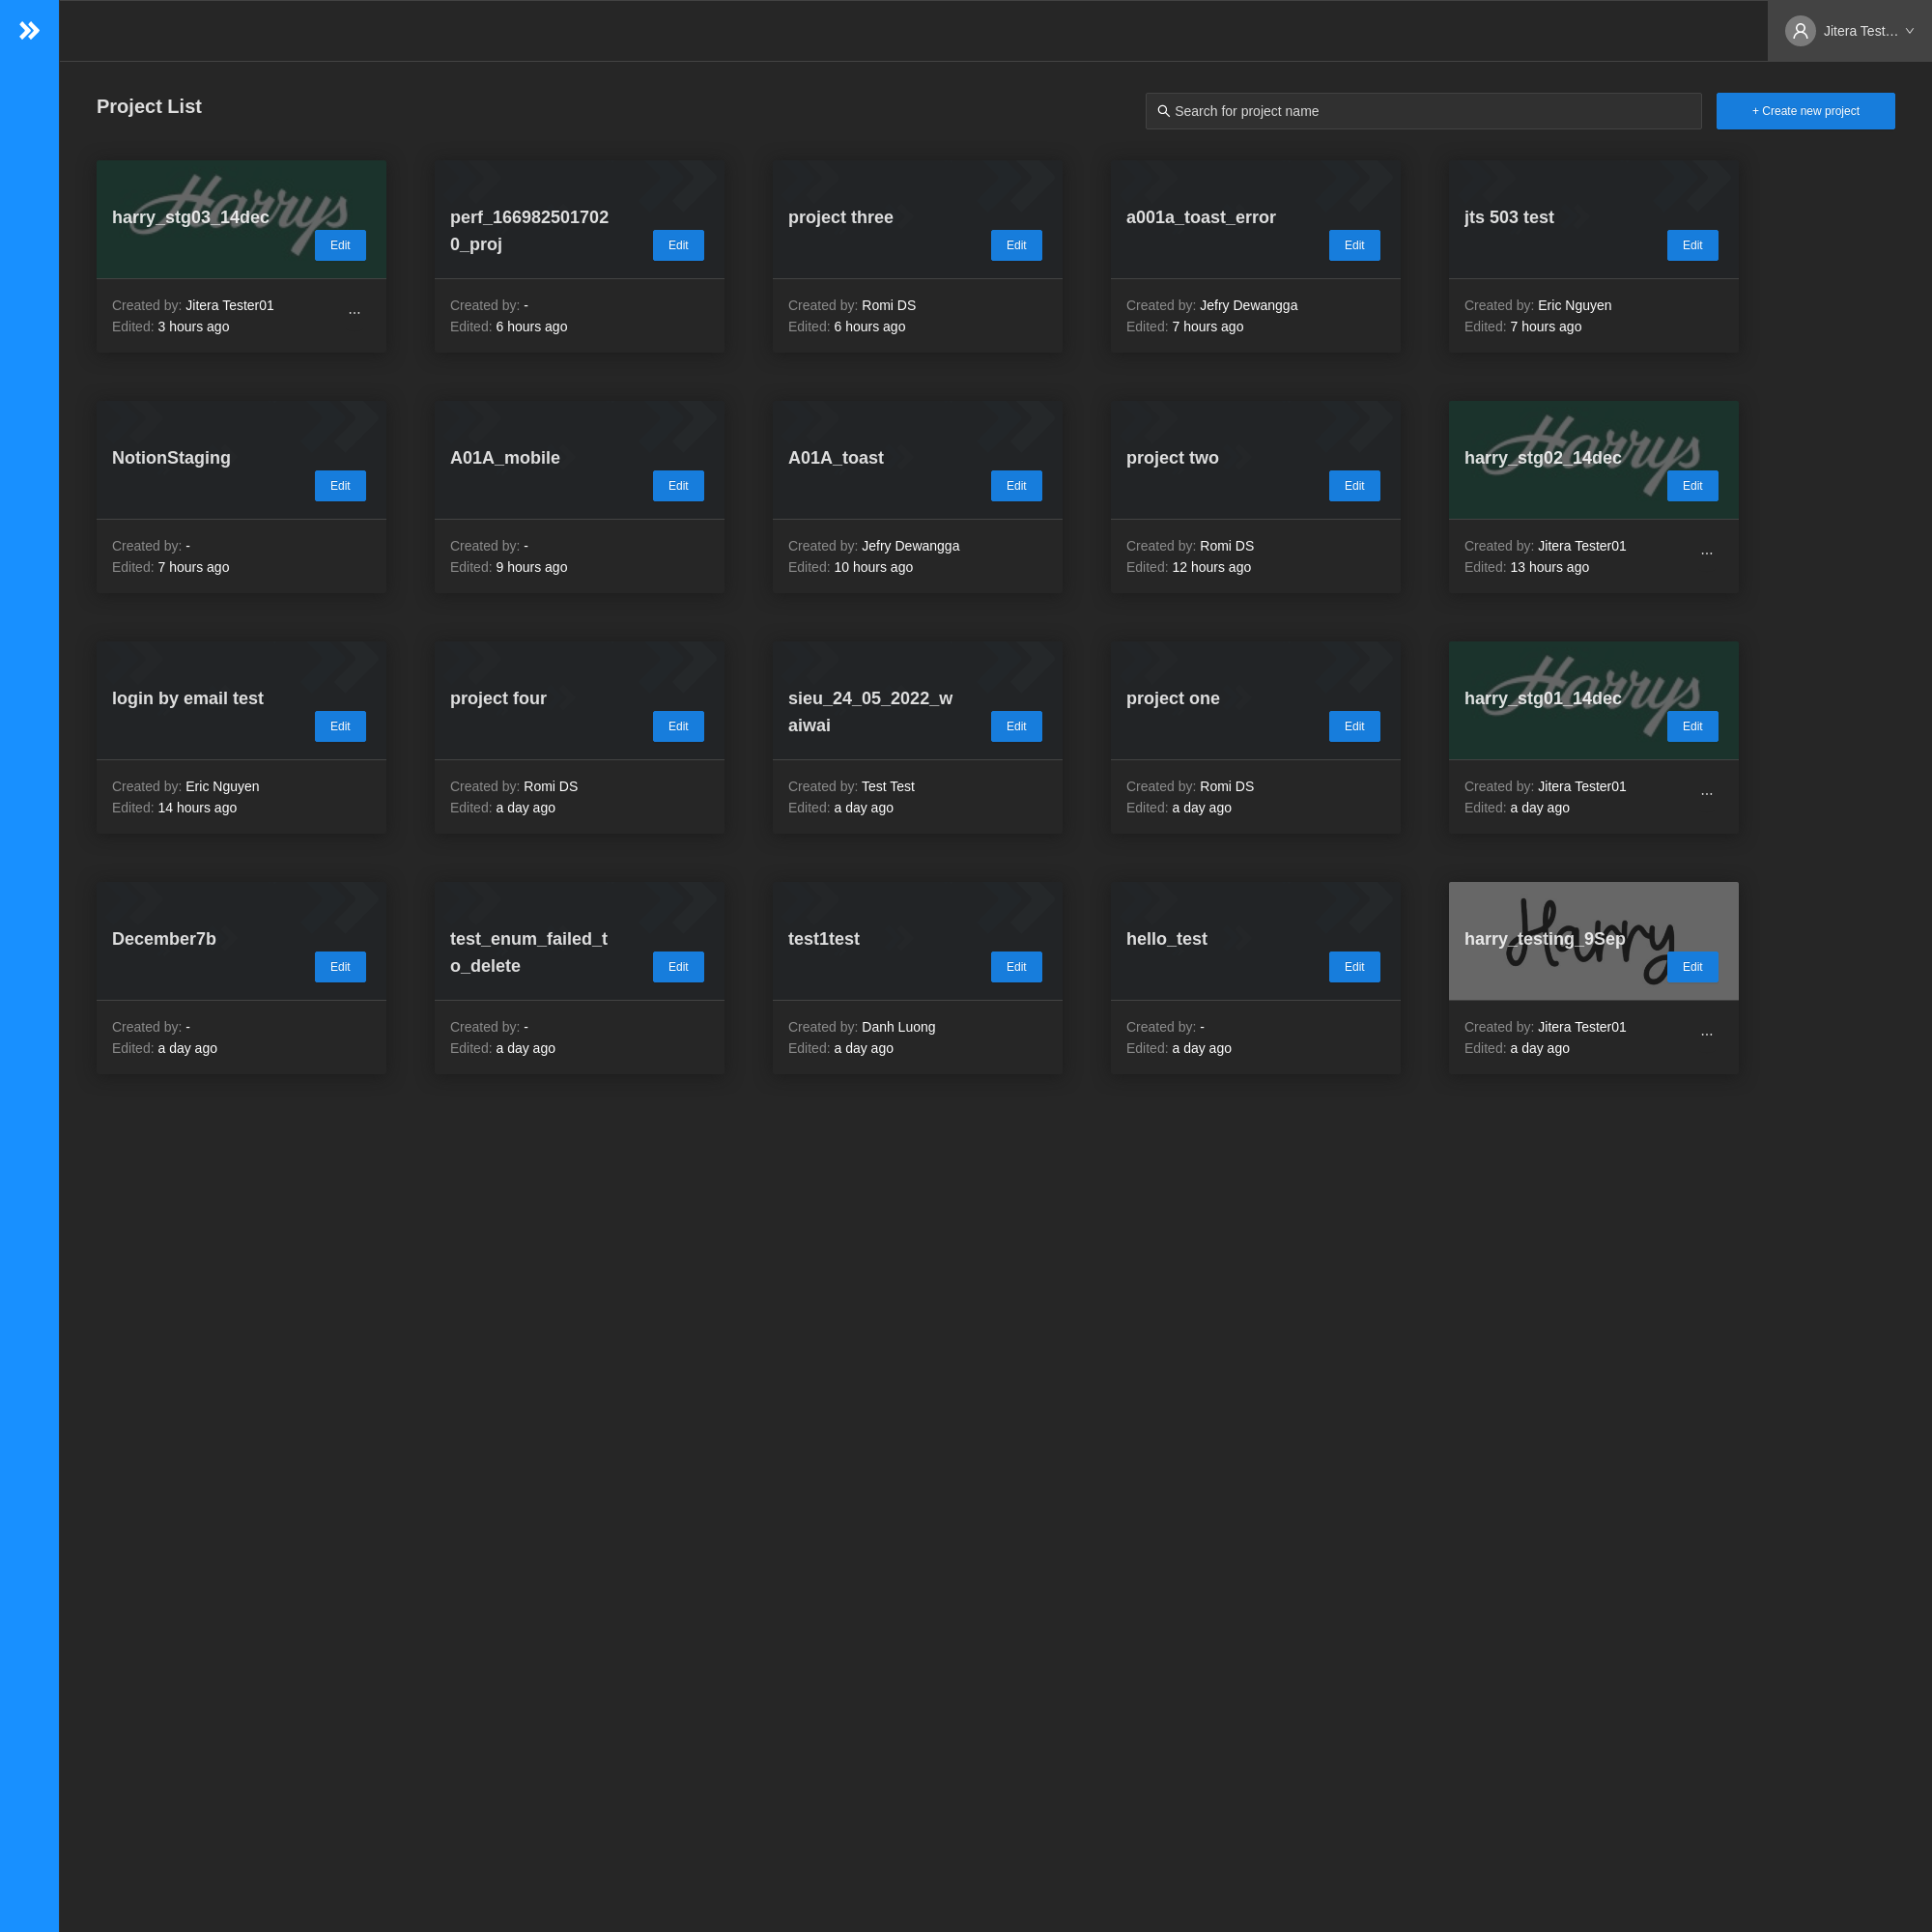 Jitera Test...
Project List
Search for project name
+ Create new project
Harrys
harry_stg03_14dec
Edit
Created by: Jitera Tester01
Edited: 3 hours ago
...
perf_166982501702
0_proj
Edit
Created by: -
Edited: 6 hours ago
project three
Edit
Created by: Romi DS
Edited: 6 hours ago
a001a_toast_error
Edit
Created by: Jefry Dewangga
Edited: 7 hours ago
jts 503 test
Edit
Created by: Eric Nguyen
Edited: 7 hours ago
NotionStaging
Edit
Created by: -
Edited: 7 hours ago
A01A_mobile
Edit
Created by: -
Edited: 9 hours ago
A01A_toast
Edit
Created by: Jefry Dewangga
Edited: 10 hours ago
project two
Edit
Created by: Romi DS
Edited: 12 hours ago
Harrys
harry_stg02_14dec
Edit
Created by: Jitera Tester01
Edited: 13 hours ago
...
login by email test
Edit
Created by: Eric Nguyen
Edited: 14 hours ago
project four
Edit
Created by: Romi DS
Edited: a day ago
sieu_24_05_2022_w
aiwai
Edit
Created by: Test Test
Edited: a day ago
project one
Edit
Created by: Romi DS
Edited: a day ago
Harrys
harry_stg01_14dec
Edit
Created by: Jitera Tester01
Edited: a day ago
...
December7b
Edit
Created by: -
Edited: a day ago
test_enum_failed_t
o_delete
Edit
Created by: -
Edited: a day ago
test1test
Edit
Created by: Danh Luong
Edited: a day ago
hello_test
Edit
Created by: -
Edited: a day ago
Harry
harry_testing_9Sep
Edit
Created by: Jitera Tester01
Edited: a day ago
...